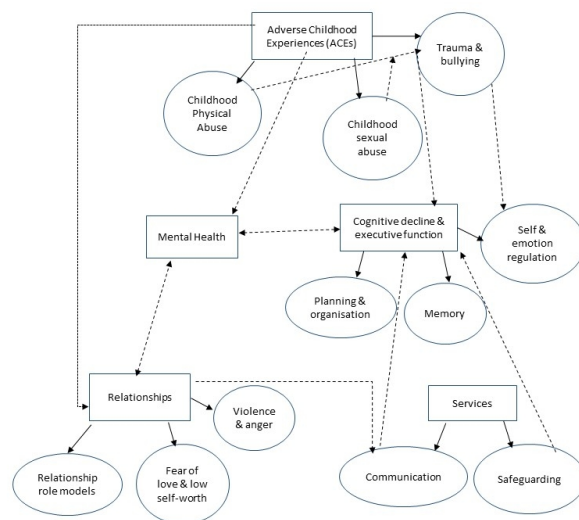 Adverse Childhood
Experiences (ACEs)
Trauma &
bullying
Childhood
Physical
Abuse
Childhood
sexual
abuse
Mental Health
Cognitive decline &
executive function
Self &
emotion
regulation
Planning &
organisation
Memory
Relationships
Violence
& anger
Services
Relationship
role models
Fear of
love & low
self-worth
Communication
Safeguarding